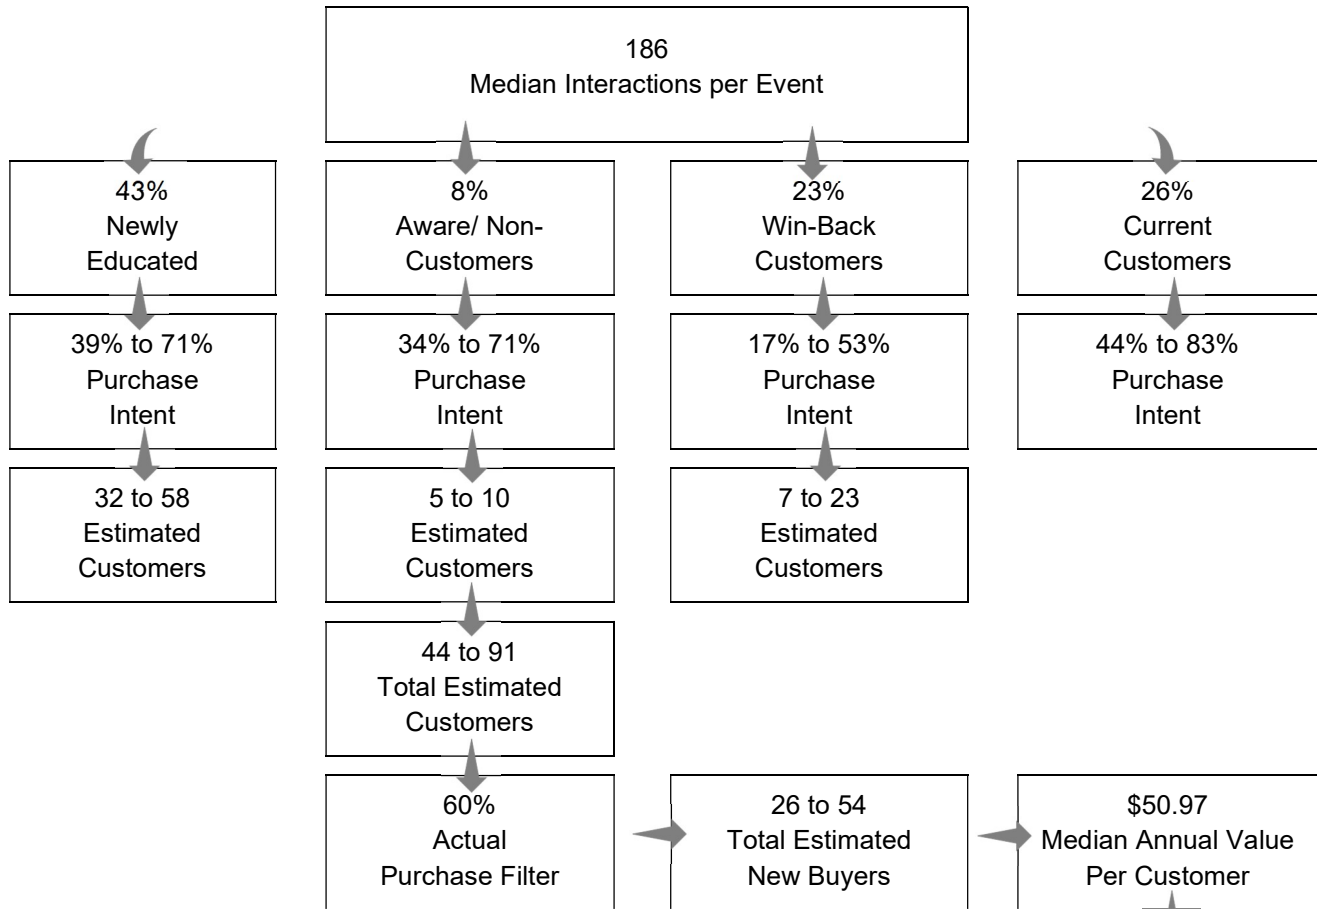 186
Median Interactions per Event
43%
Newly
Educated
8%
Aware/ Non-
Customers
23%
Win-Back
Customers
26%
Current
Customers
39% to 71%
Purchase
Intent
34% to 71%
Purchase
Intent
17% to 53%
Purchase
Intent
44% to 83%
Purchase
Intent
32 to 58
Estimated
Customers
5 to 10
Estimated
Customers
7 to 23
Estimated
Customers
44 to 91
Total Estimated
Customers
60%
Actual
Purchase Filter
26 to 54
Total Estimated
New Buyers
$50.97
Median Annual Value
Per Customer